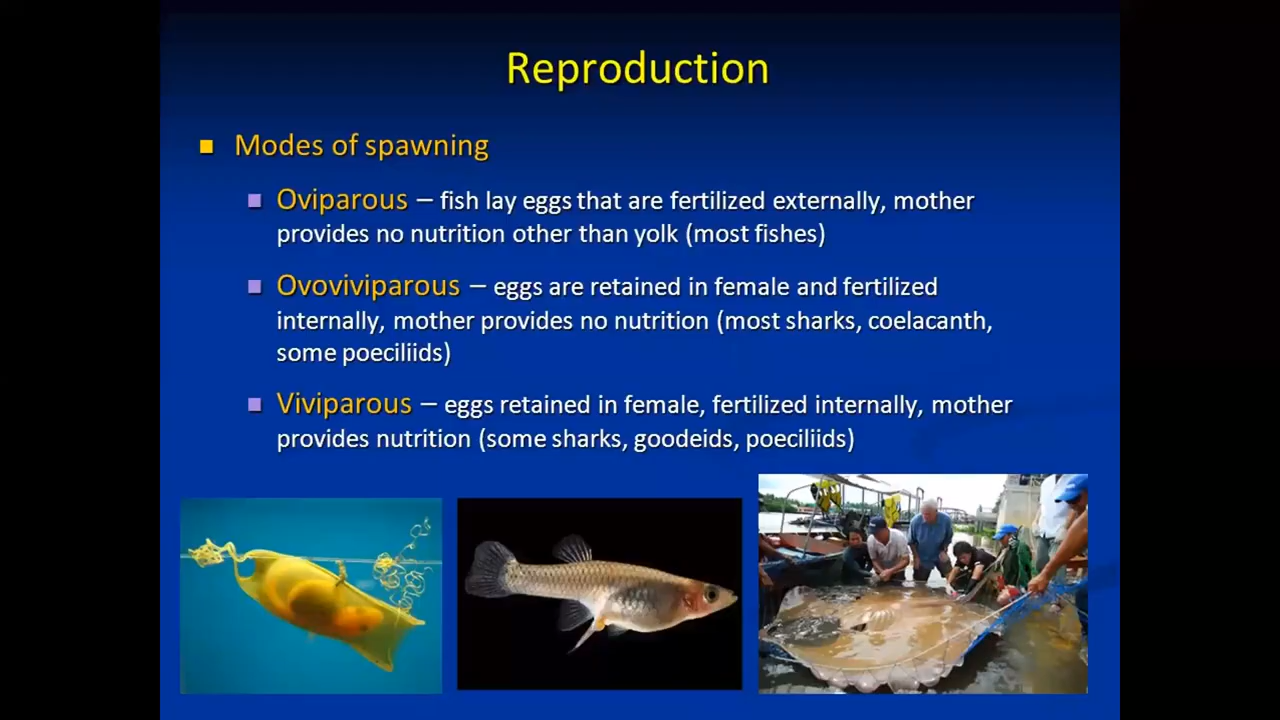 Reproduction
Modes of spawning
Oviparous – fish lay eggs that are fertilized externally, mother
provides no nutrition other than yolk (most fishes)
Ovoviviparous – eggs are retained in female and fertilized
internally, mother provides no nutrition (most sharks, coelacanth,
some poeciliids)
Viviparous – eggs retained in female, fertilized internally, mother
provides nutrition (some sharks, goodeids, poeciliids)